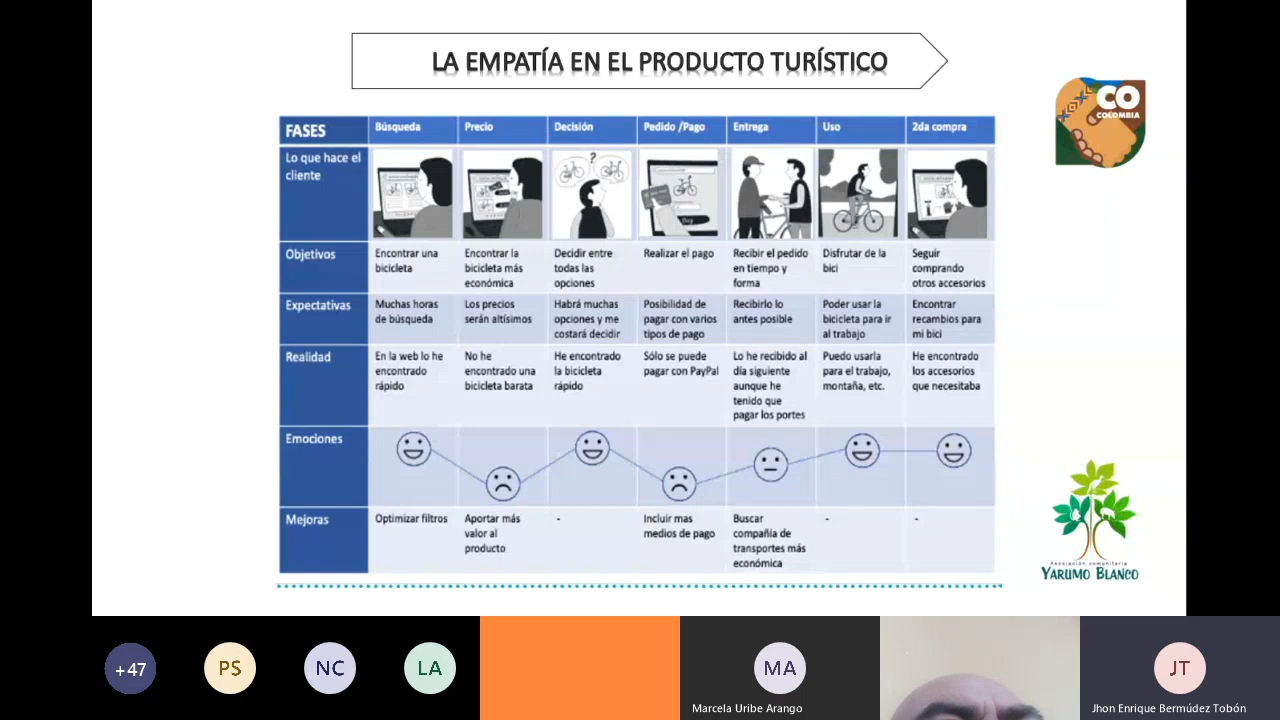 LA EMPATÍA EN EL PRODUCTO TURÍSTICO
CO
COLOMBIA
FASES
Búsqueda
Precio
Decisión
Pedido /Pago
Entrega
Uso
2da compra
Lo que hace el
cliente
?
Objetivos
Encontrar una
bicicleta
Encontrar la
bicicleta más
económica
Decidir entre
todas las
opciones
Realizar el pago
Recibir el pedido
en tiempo y
forma
Disfrutar de la
bici
Seguir
comprando
otros accesorios
Expectativas
Muchas horas
de búsqueda
Los precios
serán altísimos
Habrá muchas
opciones y me
costará decidir
Posibilidad de
pagar con varios
tipos de pago
Recibirlo lo
antes posible
Poder usar la
bicicleta para ir
al trabajo
Encontrar
recambios para
mi bici
Realidad
En la web lo he
encontrado
rápido
No he
encontrado una
bicicleta barata
He encontrado
la bicicleta
rápido
Sólo se puede
pagar con PayPal
Lo he recibido al
día siguiente
aunque he
tenido que
pagar los portes
Puedo usarla
para el trabajo,
montaña, etc.
He encontrado
los accesorios
que necesitaba
Emociones
Mejoras
Optimizar filtros
Aportar más
valor al
producto
-
Incluir mas
medios de pago
Buscar
compañía de
transportes más
económica
-
-
Asociación comunitaria
YARUMO BLANCO
+47
PS
NC
LA
MA
Marcela Uribe Arango
JT
Jhon Enrique Bermúdez Tobón